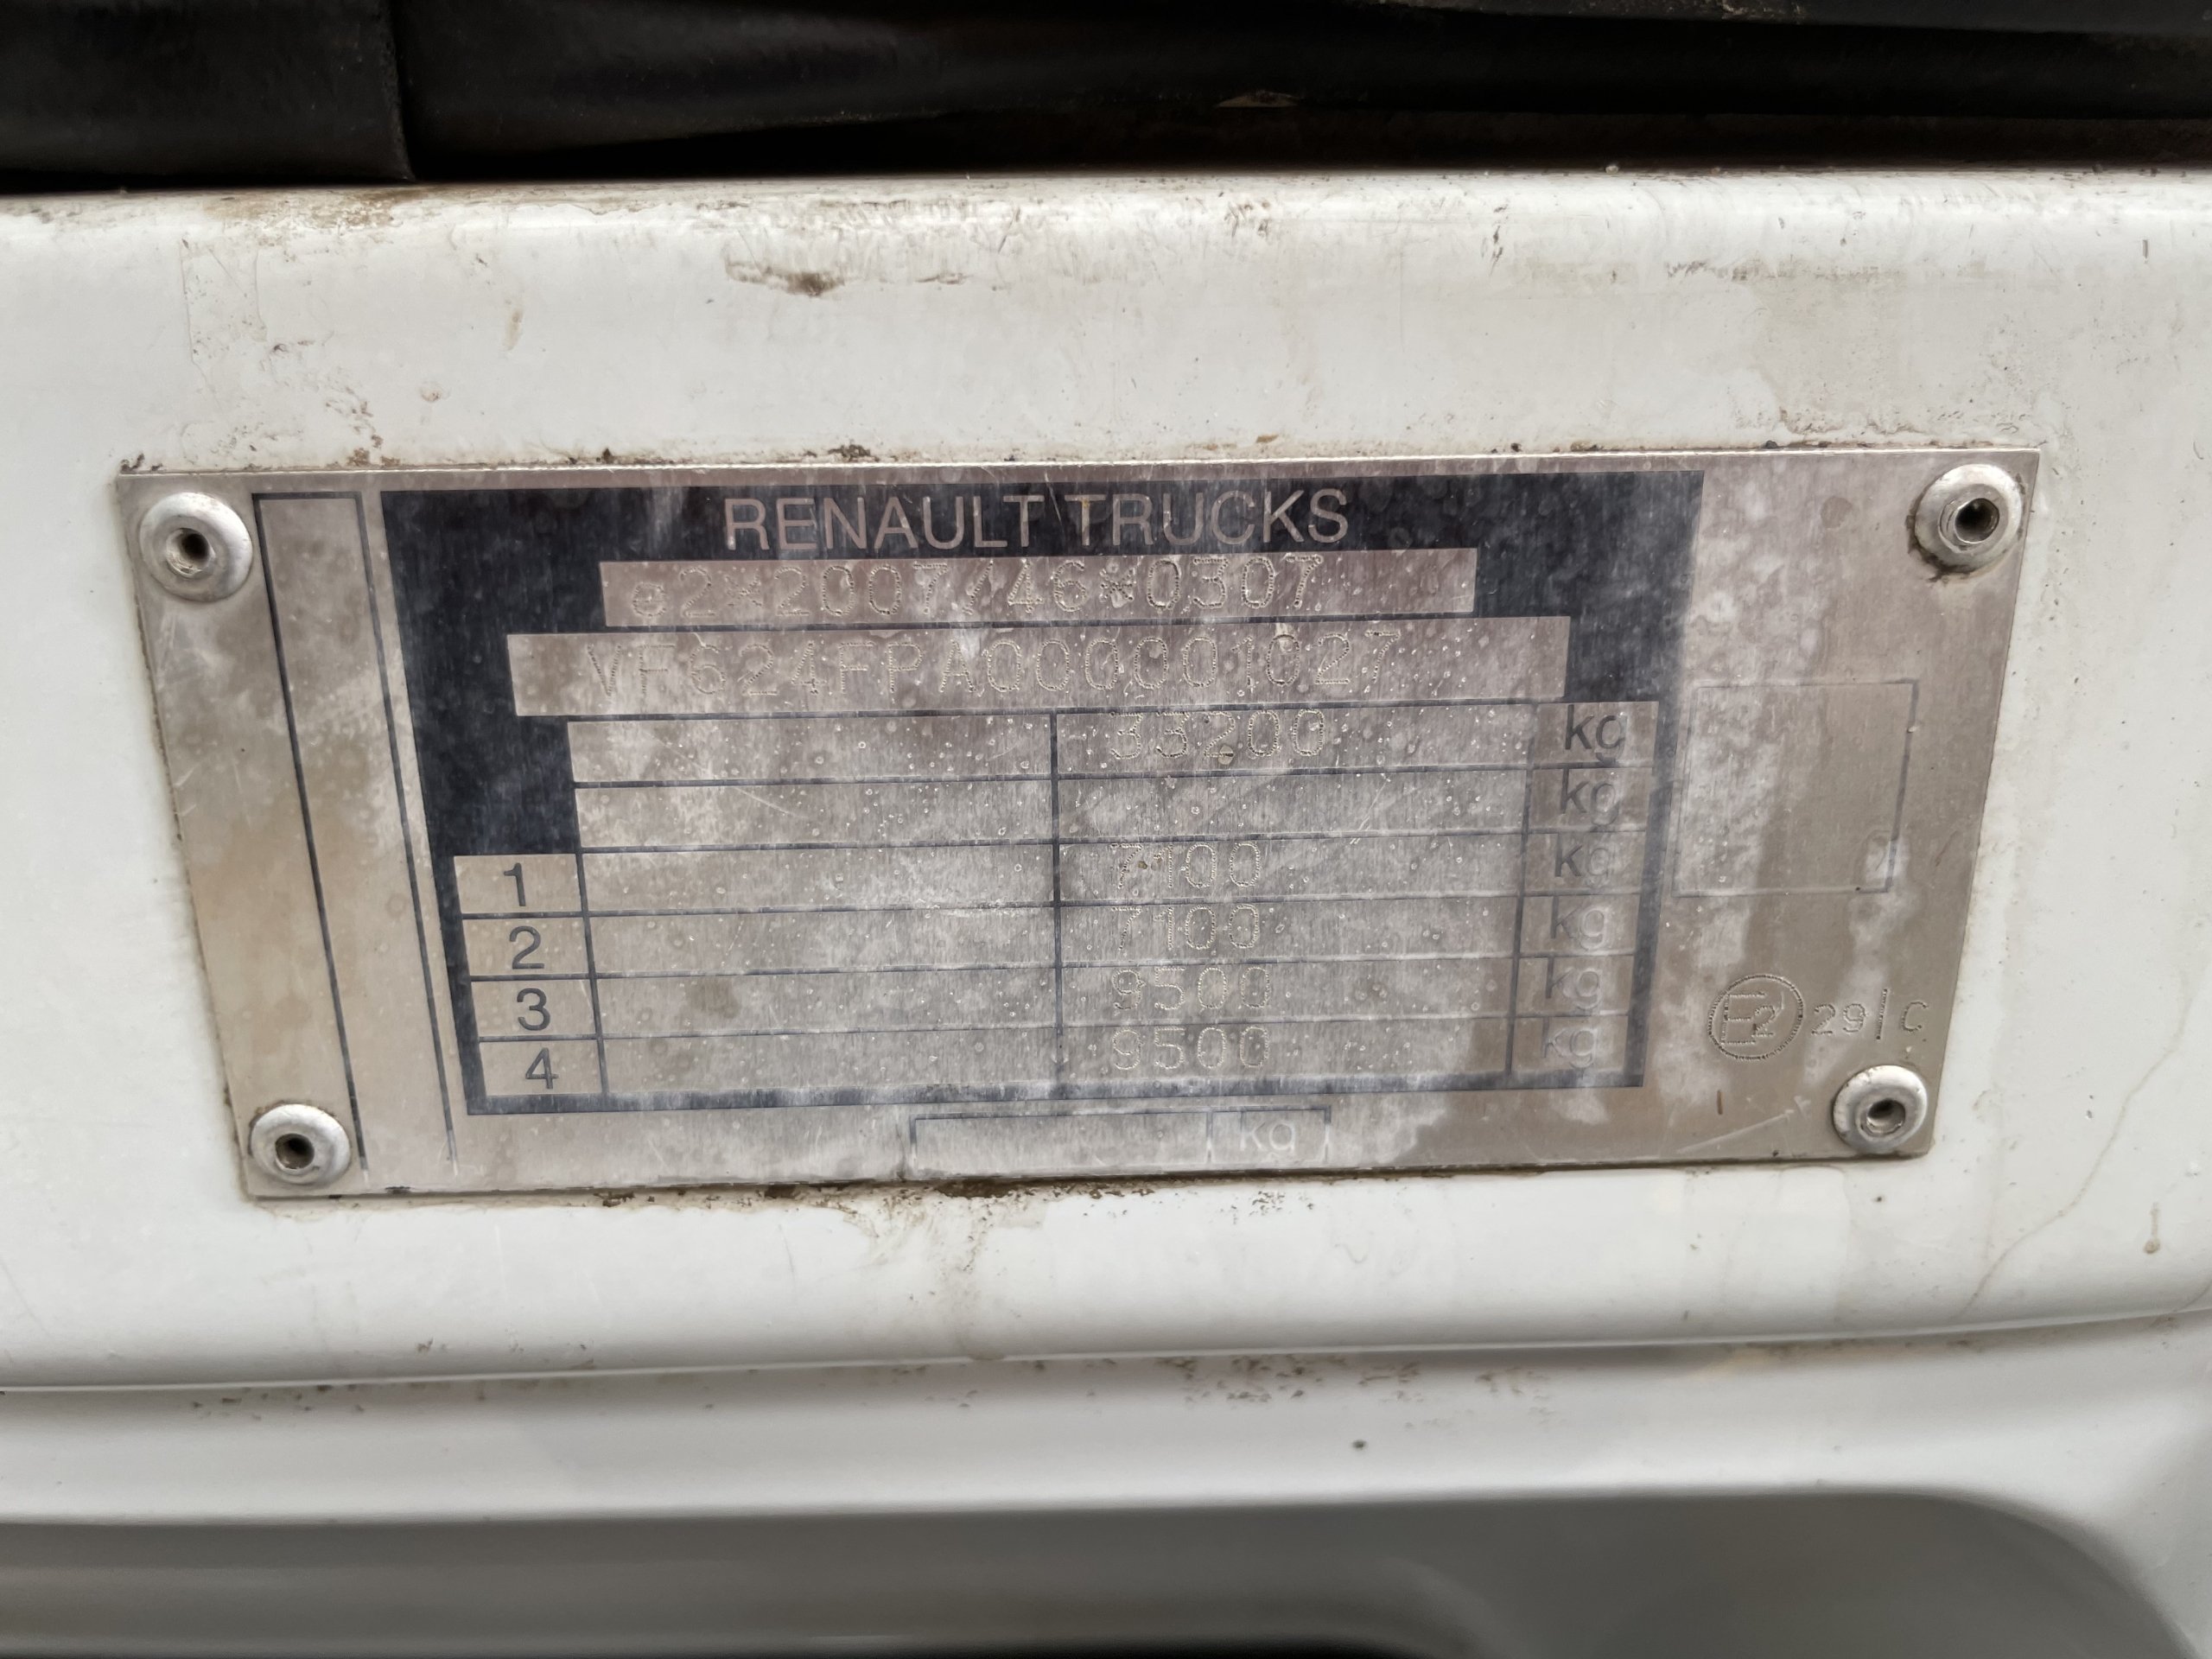 RENAULT TRUCKS
e2*2007/46*0307
VF624FPA000001027
33200 kg
kg
1 7100 kg
2 7100 kg
3 9500 kg
4 9500 kg
E2 29 | C
kg